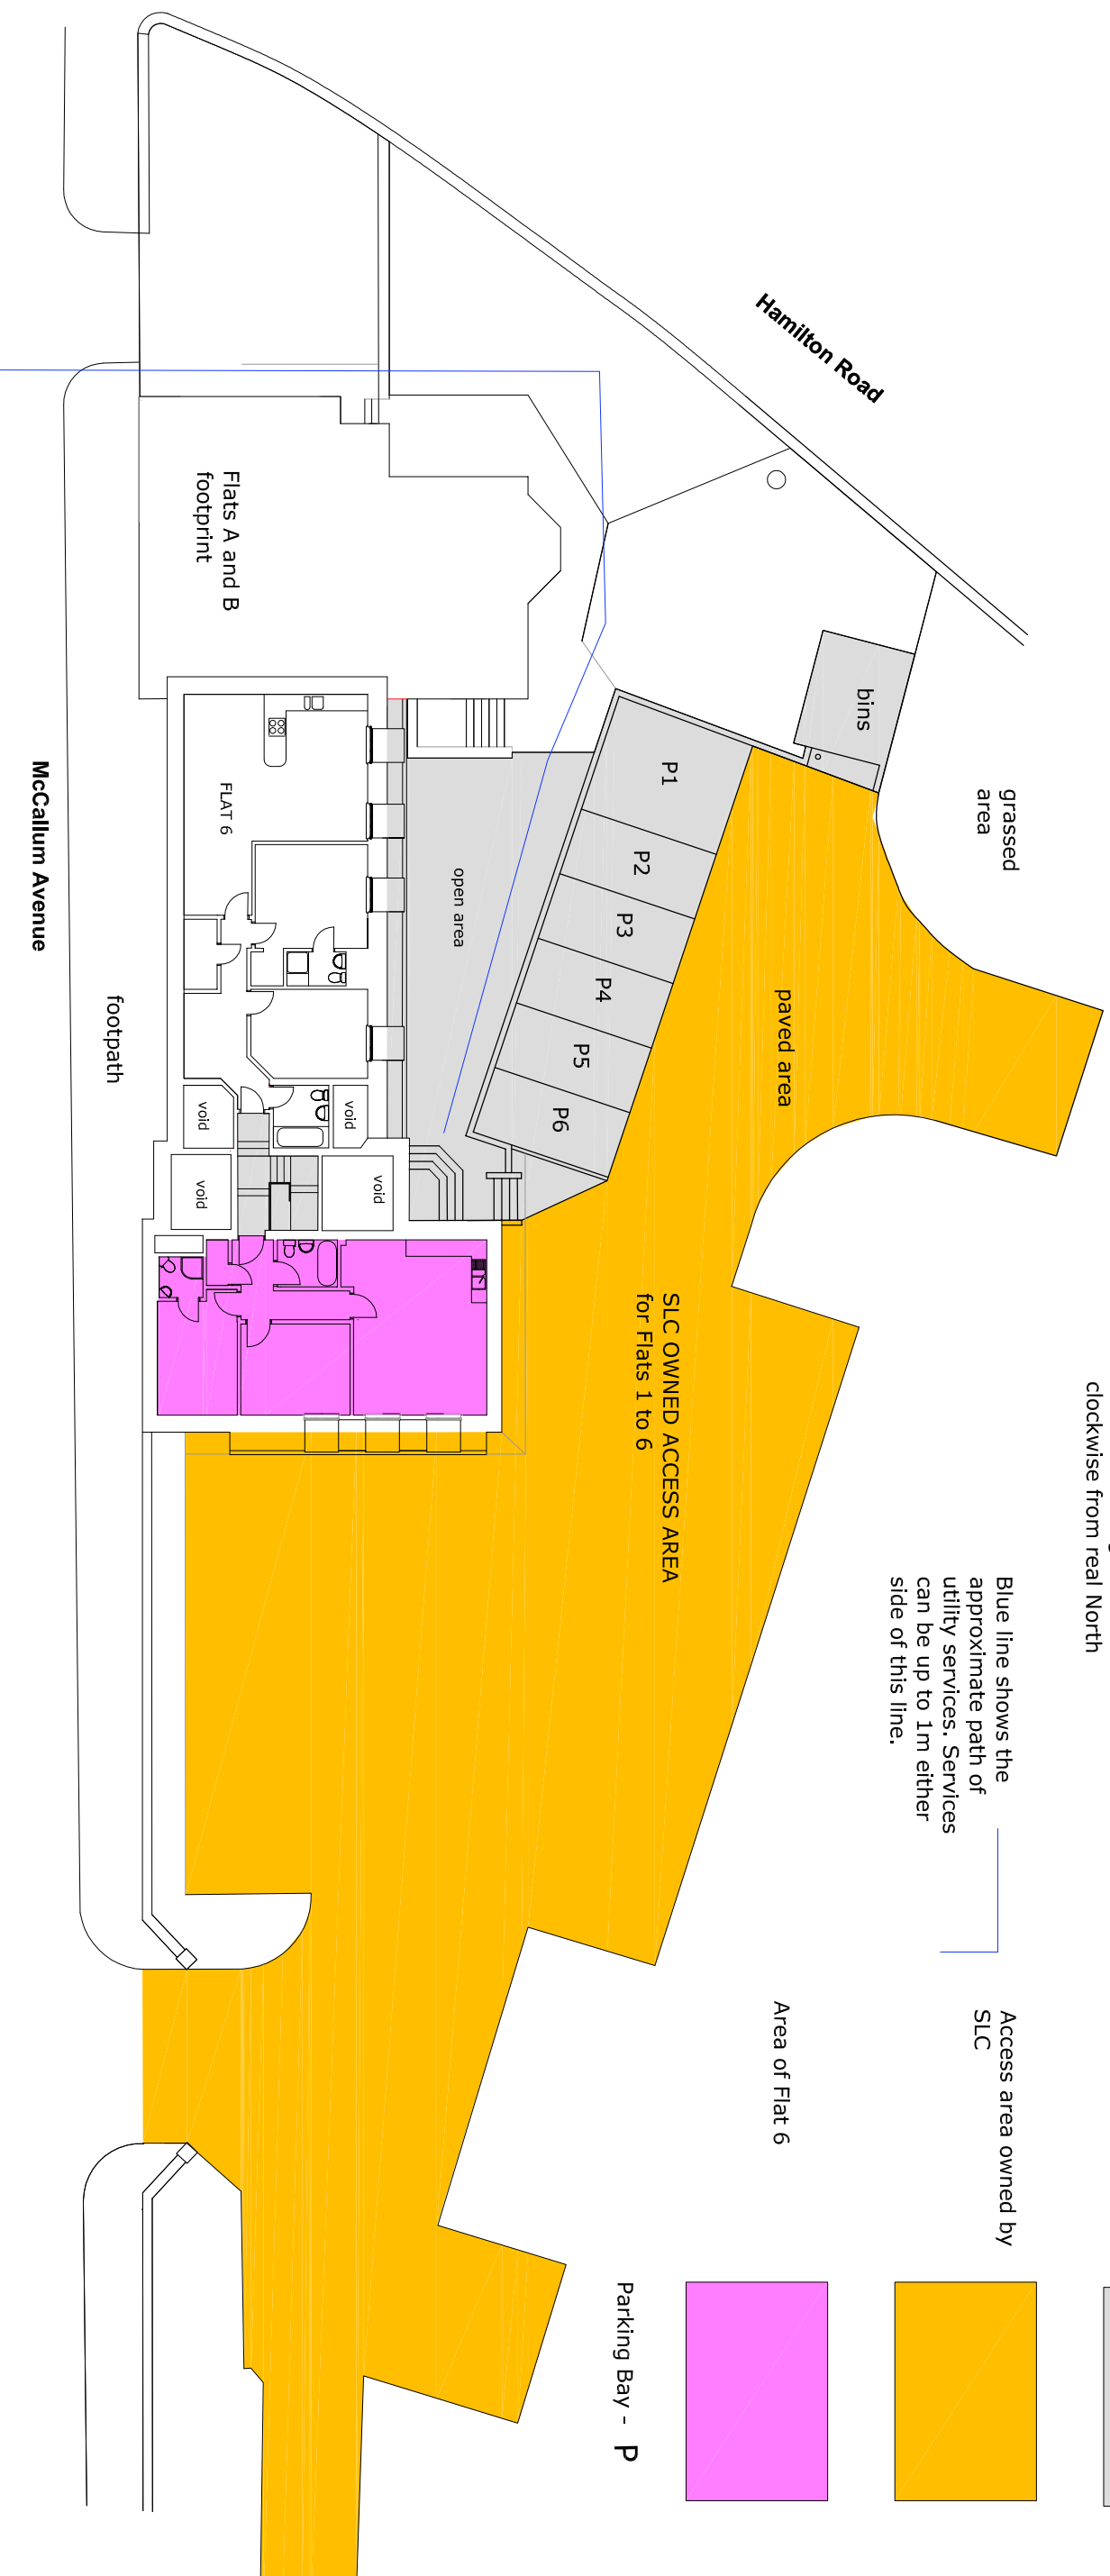 Hamilton Road
Flats A and B
footprint
bins
P1
P2
P3
P4
P5
P6
grassed
area
FLAT 6
open area
McCallum Avenue
footpath
paved area
void
void
void
void
SLC OWNED ACCESS AREA
for Flats 1 to 6
clockwise from real North
Blue line shows the
approximate path of
utility services. Services
can be up to 1m either
side of this line.
Access area owned by
SLC
Area of Flat 6
Parking Bay - P